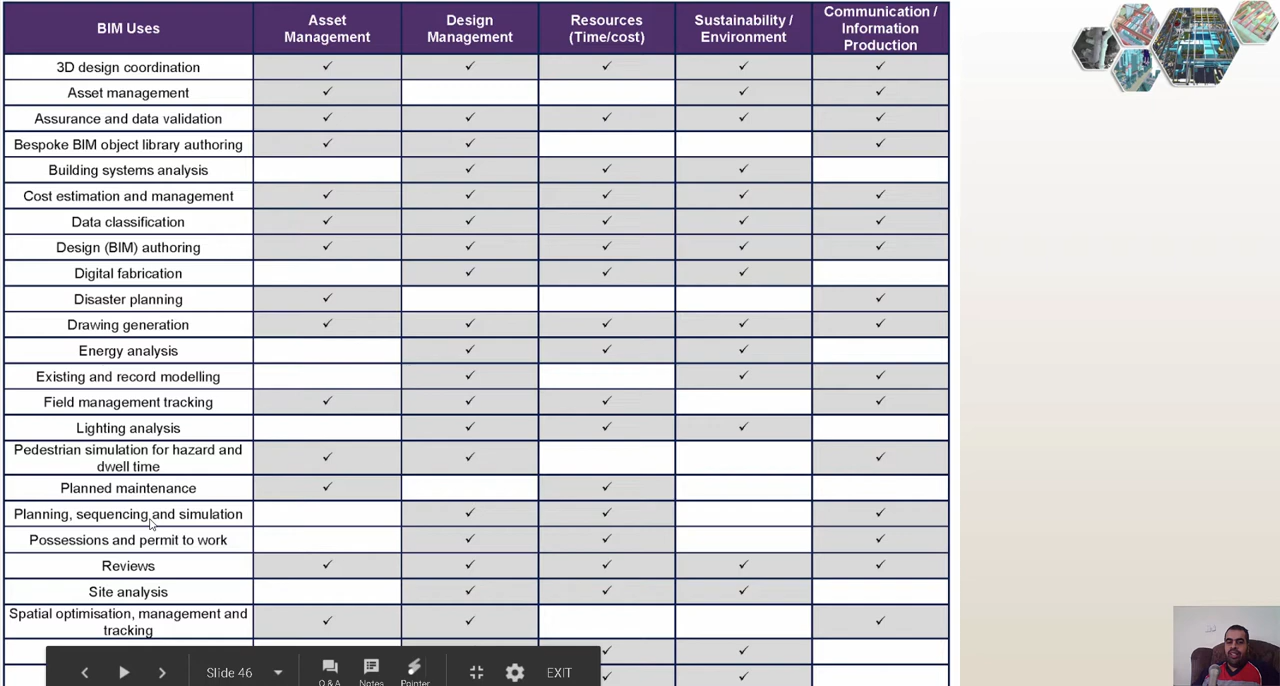 BIM Uses Asset Management Design Management Resources (Time/cost) Sustainability / Environment Communication / Information Production
3D design coordination ✓ ✓ ✓ ✓ ✓
Asset management ✓ ✓ ✓
Assurance and data validation ✓ ✓ ✓ ✓ ✓
Bespoke BIM object library authoring ✓ ✓ ✓
Building systems analysis ✓ ✓ ✓
Cost estimation and management ✓ ✓ ✓ ✓ ✓
Data classification ✓ ✓ ✓ ✓ ✓
Design (BIM) authoring ✓ ✓ ✓ ✓ ✓
Digital fabrication ✓ ✓ ✓
Disaster planning ✓ ✓
Drawing generation ✓ ✓ ✓ ✓ ✓
Energy analysis ✓ ✓ ✓
Existing and record modelling ✓ ✓ ✓
Field management tracking ✓ ✓ ✓ ✓
Lighting analysis ✓ ✓ ✓
Pedestrian simulation for hazard and dwell time ✓ ✓ ✓
Planned maintenance ✓ ✓
Planning, sequencing and simulation ✓ ✓ ✓
Possessions and permit to work ✓ ✓ ✓
Reviews ✓ ✓ ✓ ✓ ✓
Site analysis ✓ ✓ ✓
Spatial optimisation, management and tracking ✓ ✓ ✓
✓ ✓
✓ ✓
Slide 46 Q & A Notes Pointer EXIT